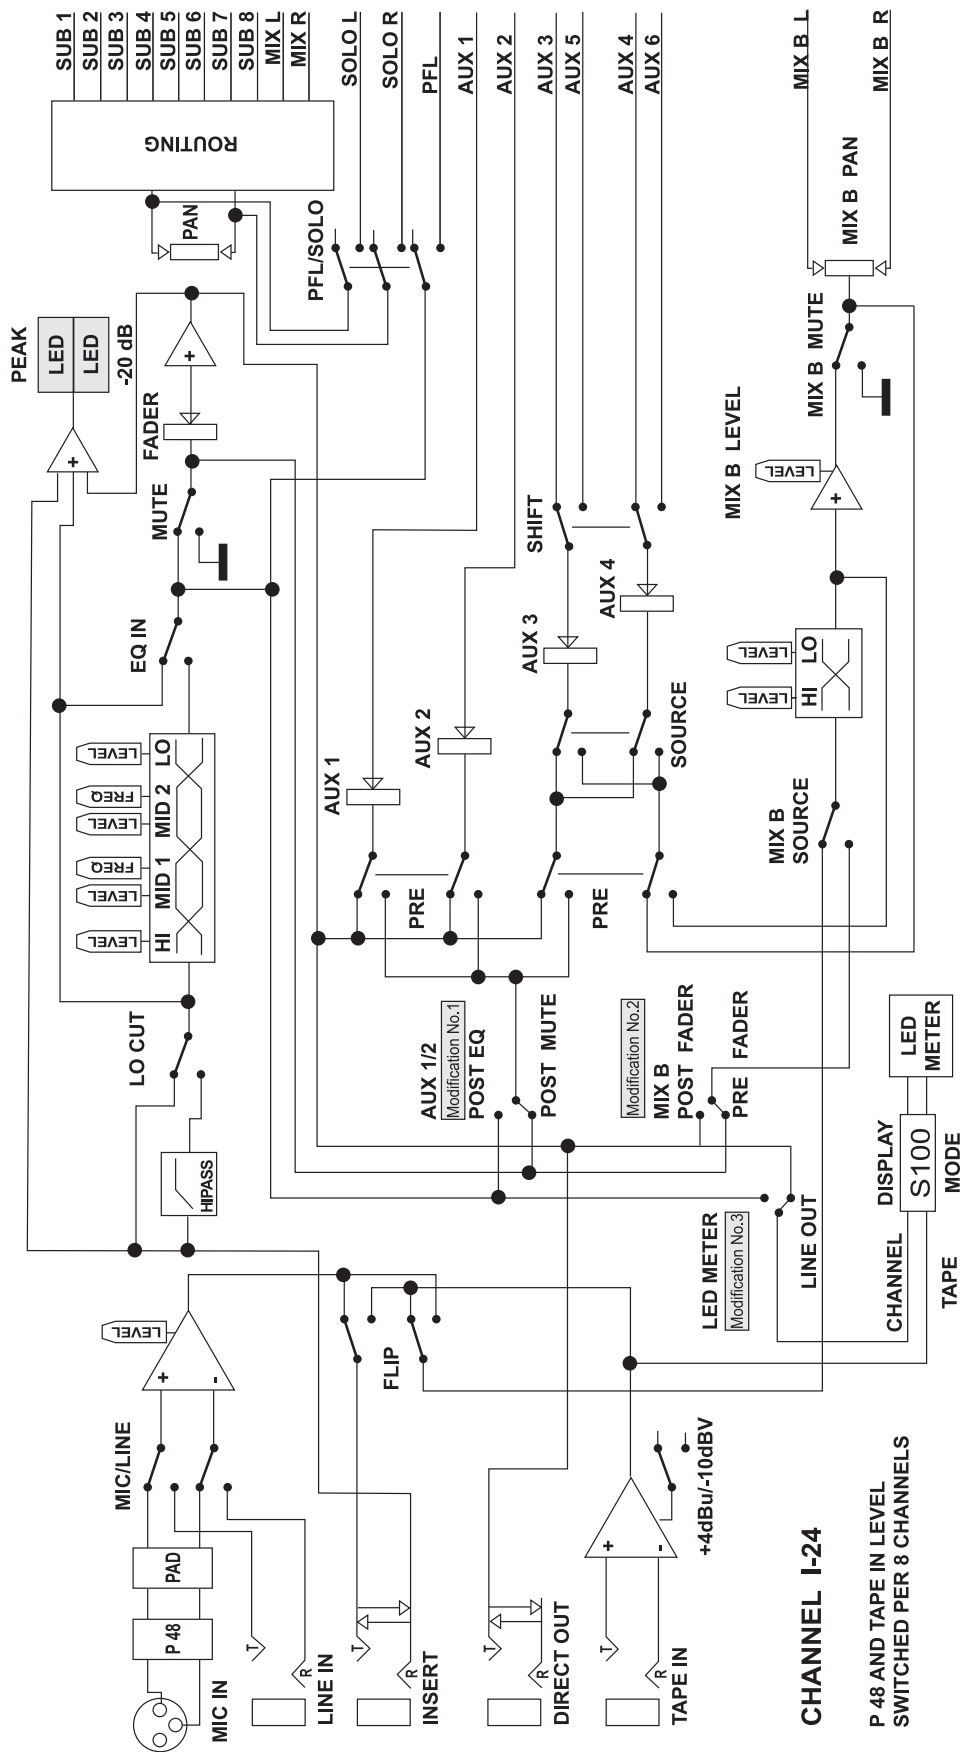 MIC IN
P 48
PAD
MIC/LINE
LEVEL
+
-
T
R
LINE IN
T
R
INSERT
T
R
DIRECT OUT
T
R
TAPE IN
+
-
+4dBu/-10dBV
FLIP
HIPASS
LO CUT
HI
MID 1
MID 2
LO
LEVEL
LEVEL
FREQ
LEVEL
FREQ
LEVEL
EQ IN
MUTE
FADER
+
+
PEAK
LED
LED
-20 dB
PAN
ROUTING
SUB 1
SUB 2
SUB 3
SUB 4
SUB 5
SUB 6
SUB 7
SUB 8
MIX L
MIX R
PFL/SOLO
SOLO L
SOLO R
PFL
AUX 1
AUX 2
AUX 3
AUX 5
AUX 4
AUX 6
AUX 1/2
Modification No.1
POST EQ
POST MUTE
PRE
PRE
AUX 1
AUX 2
AUX 3
AUX 4
SOURCE
SHIFT
Modification No.2
MIX B
POST FADER
PRE FADER
LED METER
Modification No.3
LINE OUT
CHANNEL
TAPE
DISPLAY
S100
MODE
LED
METER
MIX B
SOURCE
HI
LO
LEVEL
LEVEL
MIX B LEVEL
LEVEL
+
MIX B MUTE
MIX B PAN
MIX B L
MIX B R
CHANNEL I-24
P 48 AND TAPE IN LEVEL
SWITCHED PER 8 CHANNELS